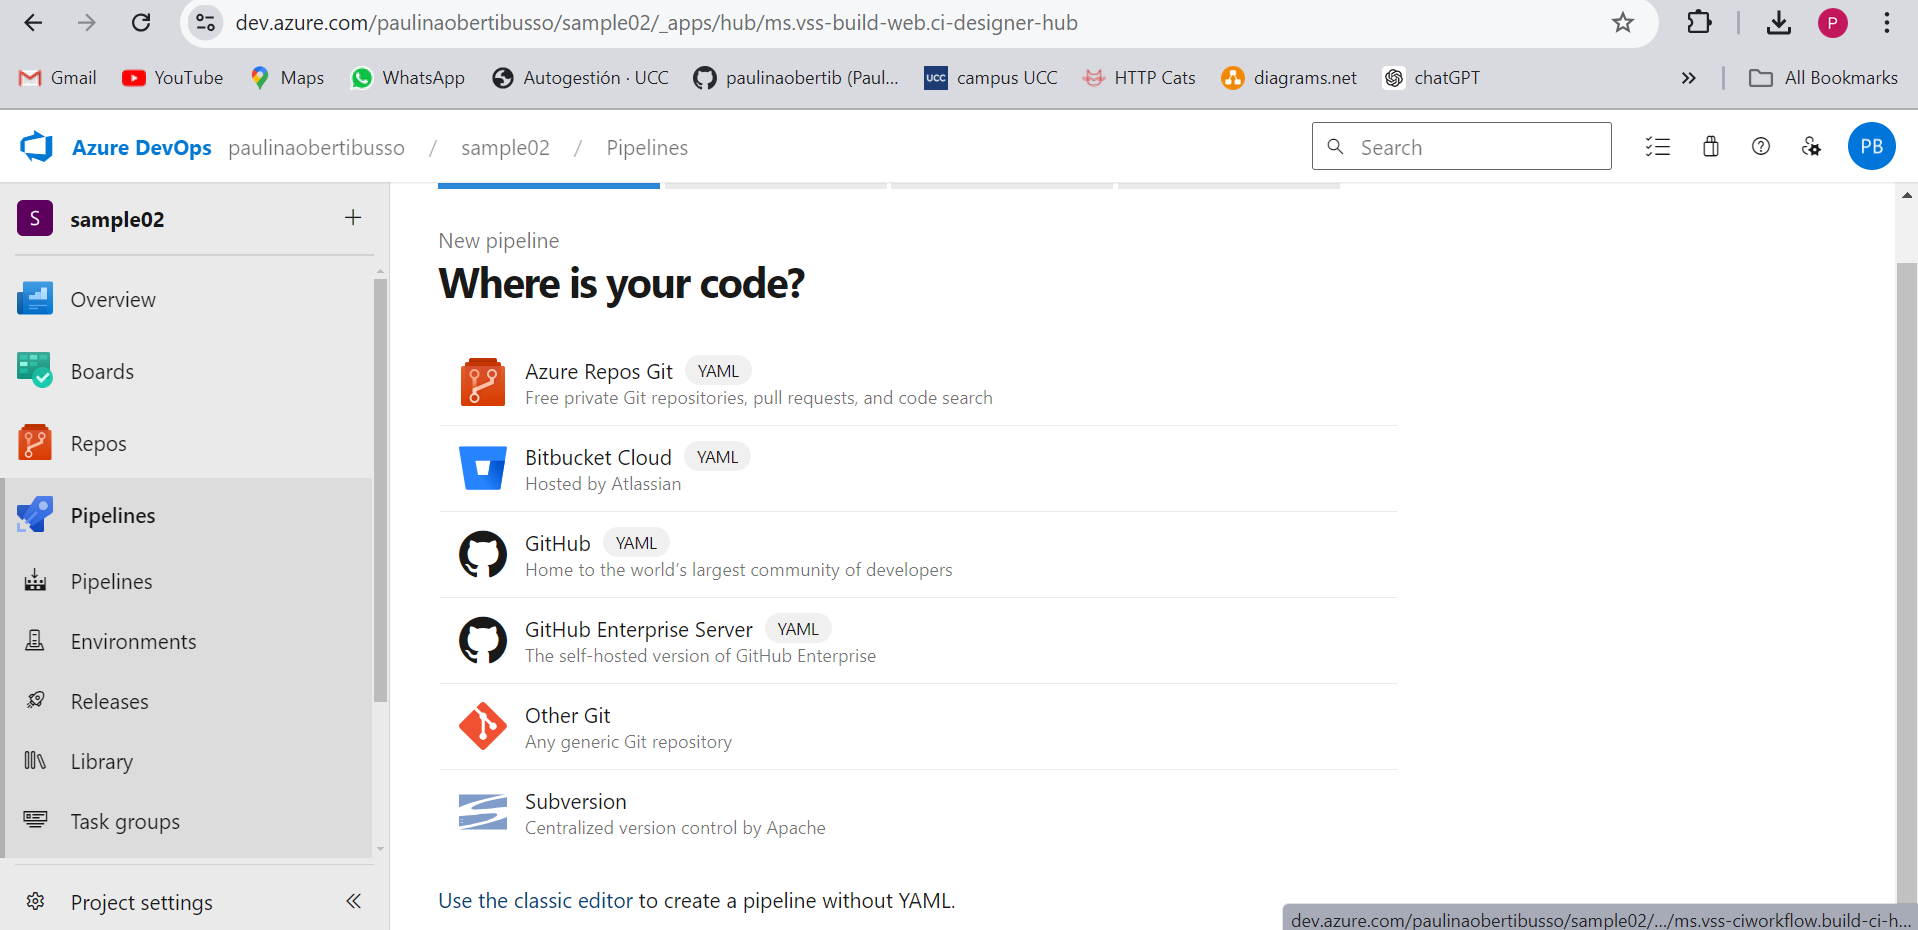 dev.azure.com/paulinaobertibusso/sample02/_apps/hub/ms.vss-build-web.ci-designer-hub
P
Gmail YouTube Maps WhatsApp Autogestión · UCC paulinaobertib (Paul... UCC campus UCC HTTP Cats diagrams.net chatGPT » All Bookmarks
Azure DevOps paulinaobertibusso / sample02 / Pipelines Search PB
S sample02 +
Overview
Boards
Repos
Pipelines
Pipelines
Environments
Releases
Library
Task groups
Project settings
New pipeline
Where is your code?
Azure Repos Git YAML
Free private Git repositories, pull requests, and code search
Bitbucket Cloud YAML
Hosted by Atlassian
GitHub YAML
Home to the world’s largest community of developers
GitHub Enterprise Server YAML
The self-hosted version of GitHub Enterprise
Other Git
Any generic Git repository
Subversion
Centralized version control by Apache
Use the classic editor to create a pipeline without YAML.
dev.azure.com/paulinaobertibusso/sample02/.../ms.vss-ciworkflow.build-ci-h...